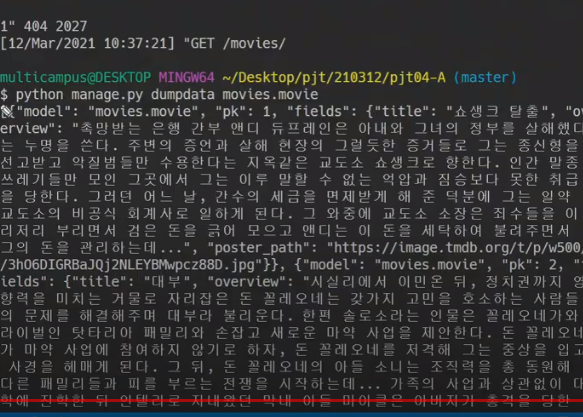 1" 404 2027
[12/Mar/2021 10:37:21] "GET /movies/
multicampus@DESKTOP MINGW64 ~/Desktop/pjt/210312/pjt04-A (master)
$ python manage.py dumpdata movies.movie
[{"model": "movies.movie", "pk": 1, "fields": {"title": "쇼생크 탈출", "ov
erview": "촉망받는 은행 간부 앤디 듀프레인은 아내와 그녀의 정부를 살해했다
는 누명을 쓴다. 주변의 증언과 살해 현장의 그럴듯한 증거들로 그는 종신형을
선고받고 악질범들만 수용한다는 지옥같은 교도소 쇼생크로 향한다. 인간 말종
쓰레기들만 모인 그곳에서 그는 이루 말할 수 없는 억압과 짐승보다 못한 취급
을 당한다. 그러던 어느 날, 간수의 세금을 면제받게 해 준 덕분에 그는 일약
교도소의 비공식 회계사로 일하게 된다. 그 와중에 교도소 소장은 죄수들을 이
리저리 부리면서 검은 돈을 긁어 모으고 앤디는 이 돈을 세탁하여 불려주면서
그의 돈을 관리하는데...", "poster_path": "https://image.tmdb.org/t/p/w500/
/3hO6DIGRBaJQj2NLEYBMwpcz88D.jpg"}}, {"model": "movies.movie", "pk": 2, "
ields": {"title": "대부", "overview": "시실리에서 이민온 뒤, 정치권까지 영
향력을 미치는 거물로 자리잡은 돈 꼴레오네는 갖가지 고민을 호소하는 사람들
의 문제를 해결해주며 대부라 불리운다. 한편 솔로소라는 인물은 꼴레오네가와
라이벌인 탓타리아 패밀리와 손잡고 새로운 마약 사업을 제안한다. 돈 꼴레오네
가 마약 사업에 참여하지 않기로 하자, 돈 꼴레오네를 저격해 그는 중상을 입고
사경을 헤매게 된다. 그 뒤, 돈 꼴레오네의 아들 소니는 조직력을 총 동원해
다른 패밀리들과 피를 부르는 전쟁을 시작하는데... 가족의 사업과 상관없이 대
학에 진학한 뒤 인텔리로 지내왔던 막내 아들 마이클은 아버지가 총격을 당한